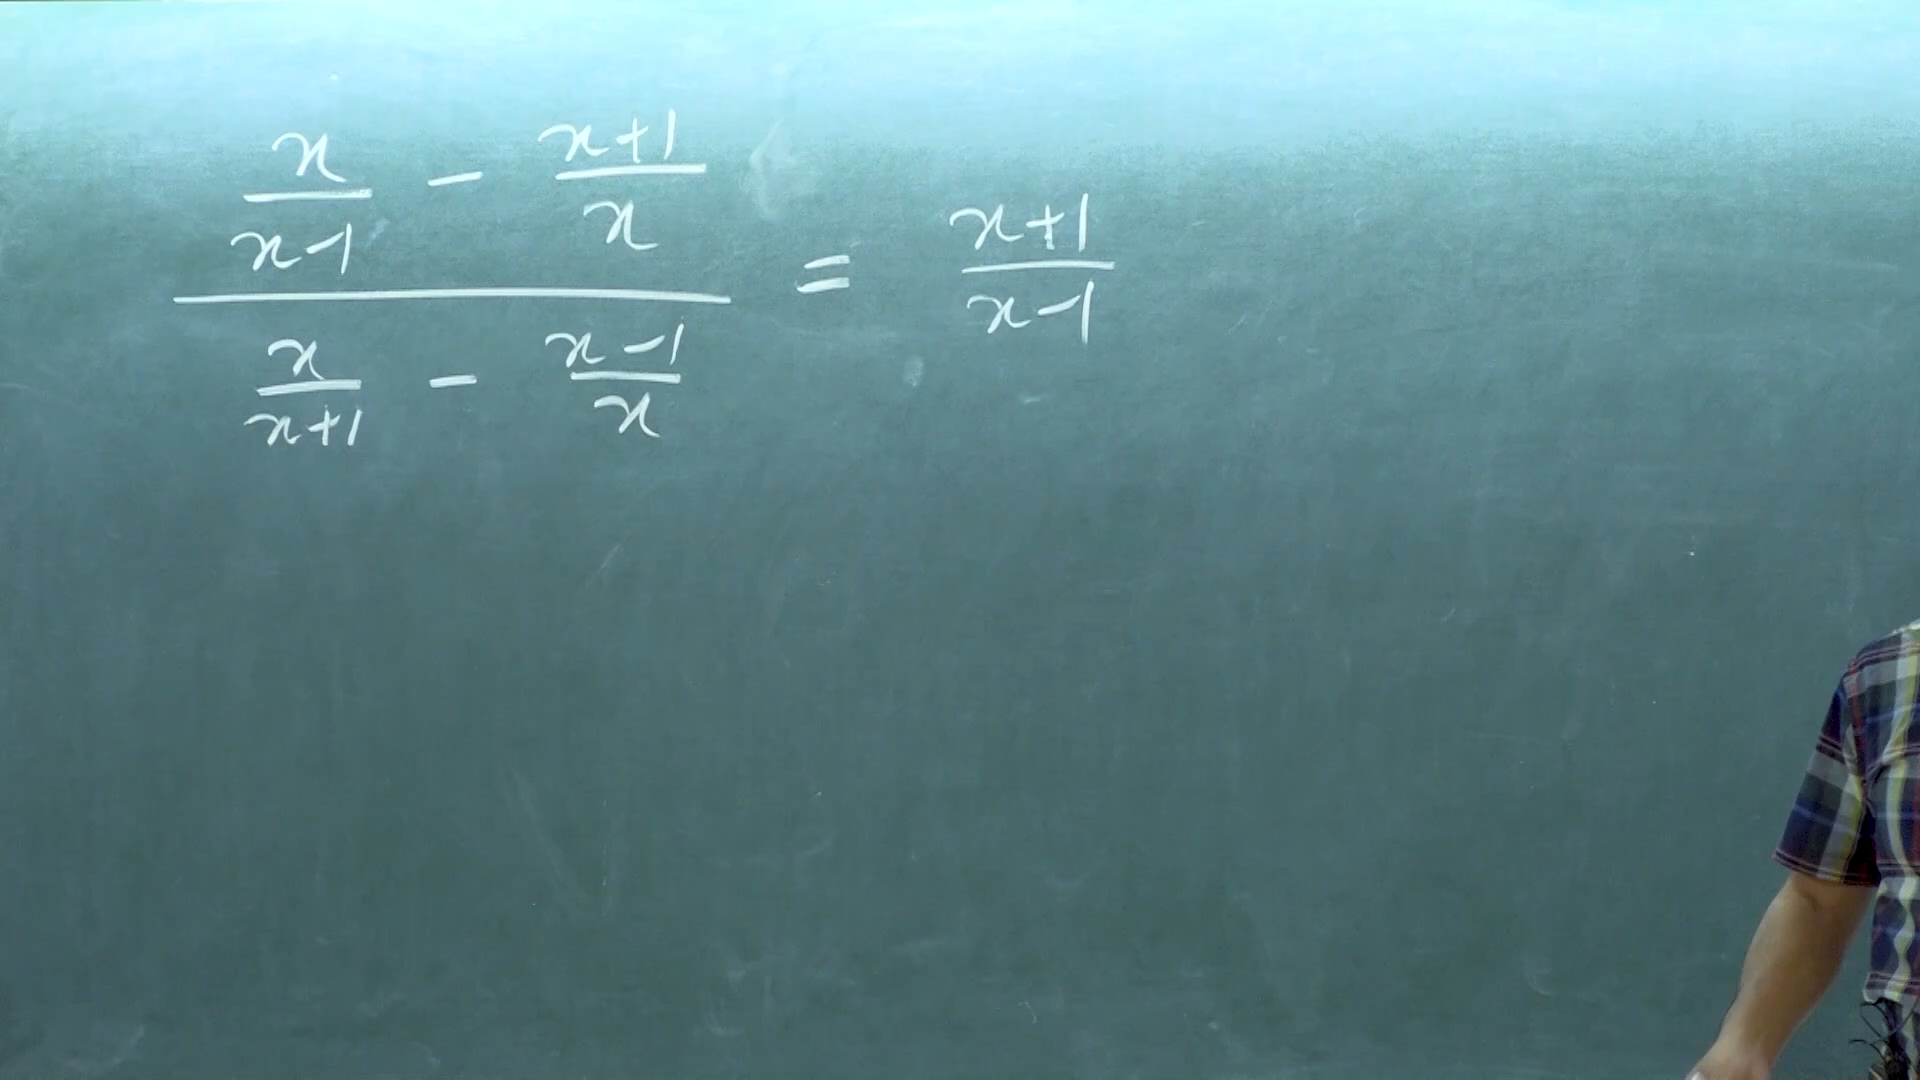 x/(x-1) - (x+1)/x
――――――――― = (x+1)/(x-1)
x/(x+1) - (x-1)/x